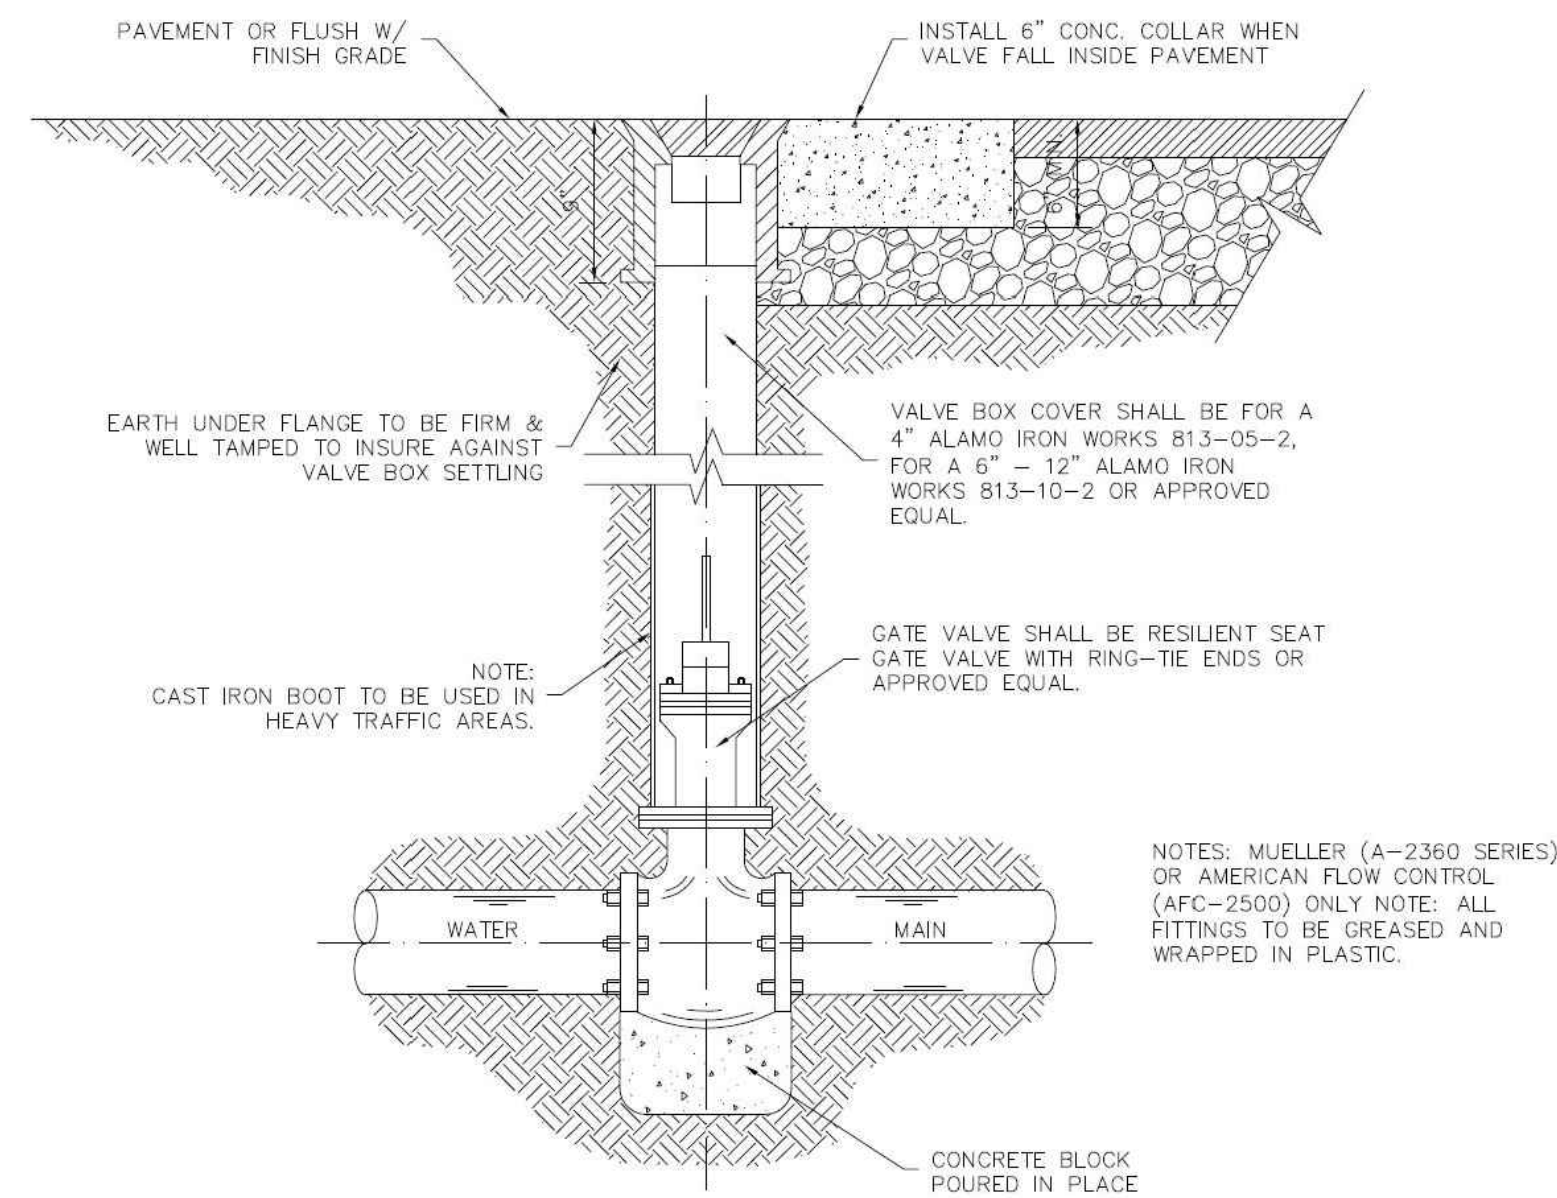 PAVEMENT OR FLUSH W/
FINISH GRADE
INSTALL 6" CONC. COLLAR WHEN
VALVE FALL INSIDE PAVEMENT
9"
6" MIN.
EARTH UNDER FLANGE TO BE FIRM &
WELL TAMPED TO INSURE AGAINST
VALVE BOX SETTLING
VALVE BOX COVER SHALL BE FOR A
4" ALAMO IRON WORKS 813-05-2,
FOR A 6" - 12" ALAMO IRON
WORKS 813-10-2 OR APPROVED
EQUAL.
GATE VALVE SHALL BE RESILIENT SEAT
GATE VALVE WITH RING-TIE ENDS OR
APPROVED EQUAL.
NOTE:
CAST IRON BOOT TO BE USED IN
HEAVY TRAFFIC AREAS.
NOTES: MUELLER (A-2360 SERIES)
OR AMERICAN FLOW CONTROL
(AFC-2500) ONLY NOTE: ALL
FITTINGS TO BE GREASED AND
WRAPPED IN PLASTIC.
WATER
MAIN
CONCRETE BLOCK
POURED IN PLACE